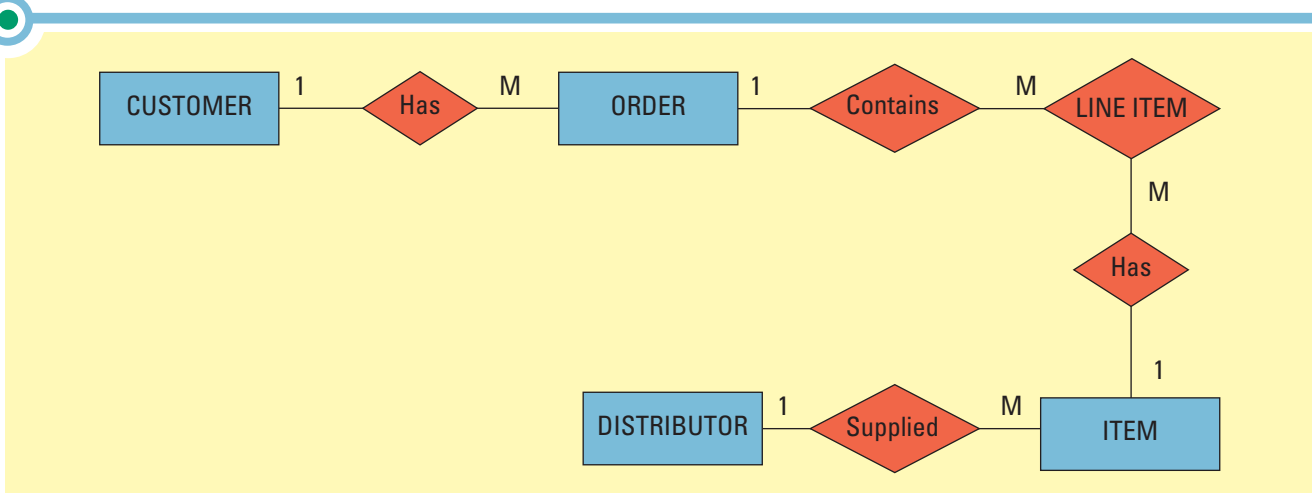 CUSTOMER 1 Has M ORDER 1 Contains M LINE ITEM
M
Has
1
DISTRIBUTOR 1 Supplied M ITEM